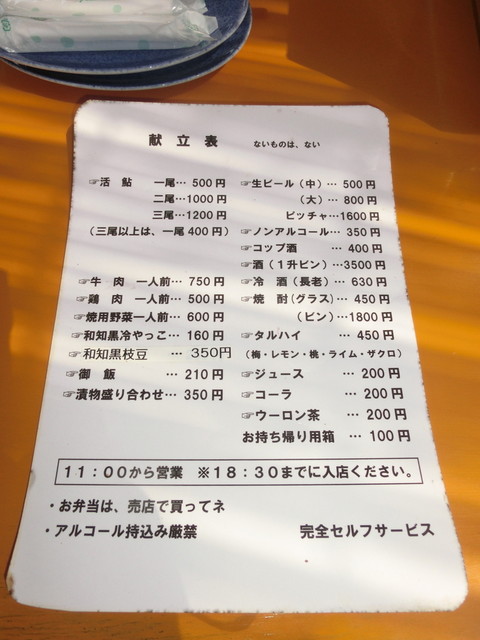 献立表 ないものは、ない
☞活 鮎 一尾… 500円
二尾…1000円
三尾…1200円
(三尾以上は、一尾400円)
☞牛 肉 一人前… 750円
☞鶏 肉 一人前… 500円
☞焼用野菜一人前… 600円
☞和知黒冷やっこ… 160円
☞和知黒枝豆 … 350円
☞御 飯 … 210円
☞漬物盛り合わせ… 350円
☞生ビール(中)… 500円
(大)… 800円
ピッチャ…1600円
☞ノンアルコール… 350円
☞コップ酒 … 400円
☞酒(1升ビン)…3500円
☞冷 酒(長老)… 630円
☞焼 酎(グラス)… 450円
(ビン)…1800円
☞タルハイ … 450円
(梅・レモン・桃・ライム・ザクロ)
☞ジュース … 200円
☞コーラ … 200円
☞ウーロン茶 … 200円
お持ち帰り用箱 … 100円
11:00から営業 ※18:30までに入店ください。
・お弁当は、売店で買ってネ
・アルコール持込み厳禁 完全セルフサービス